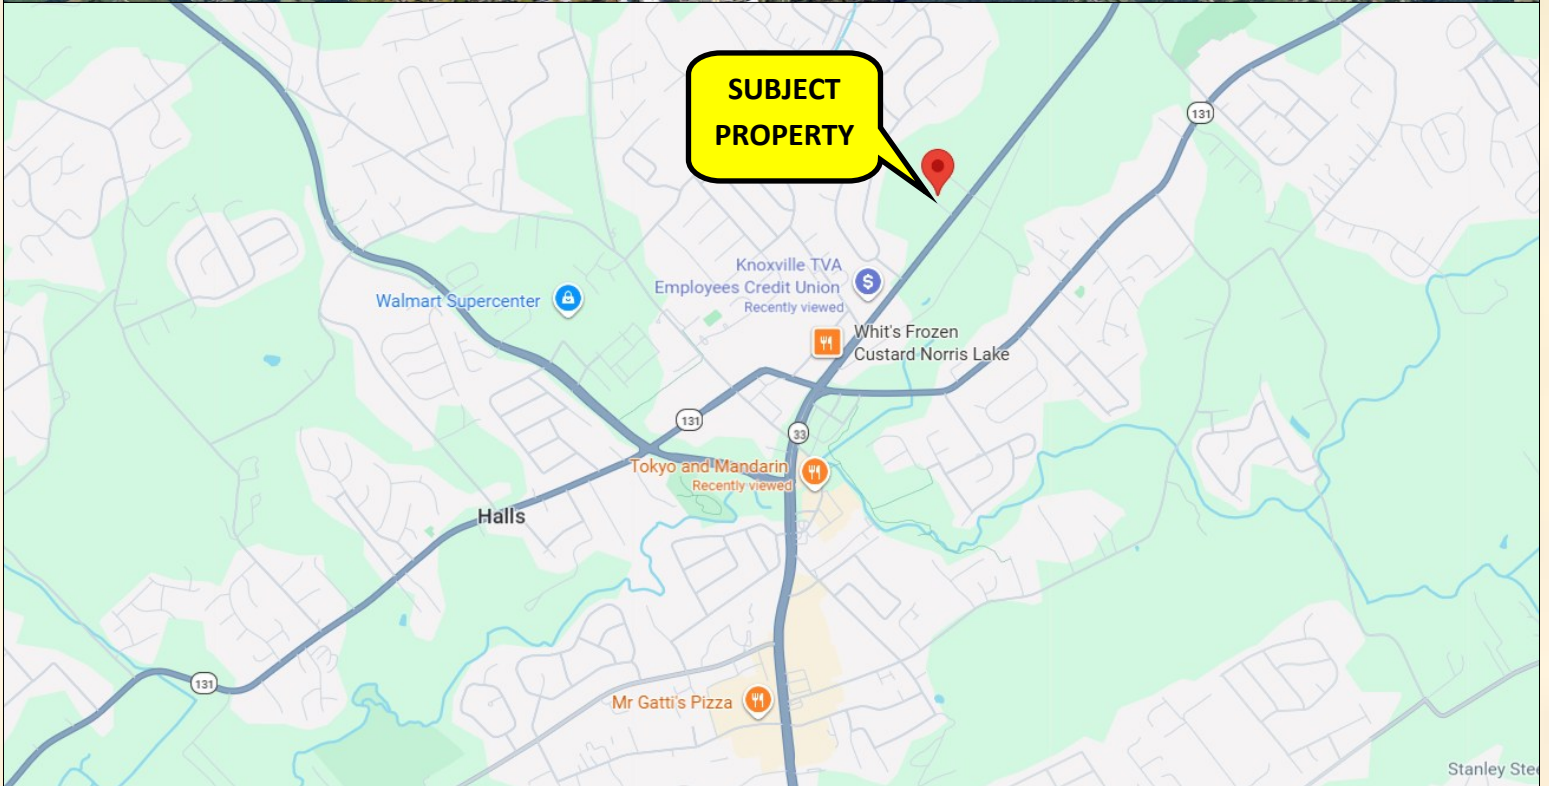 SUBJECT
PROPERTY
131
Knoxville TVA
Employees Credit Union
Recently viewed
Walmart Supercenter
Whit's Frozen
Custard Norris Lake
131
33
Tokyo and Mandarin
Recently viewed
Halls
131
Mr Gatti's Pizza
Stanley Stee